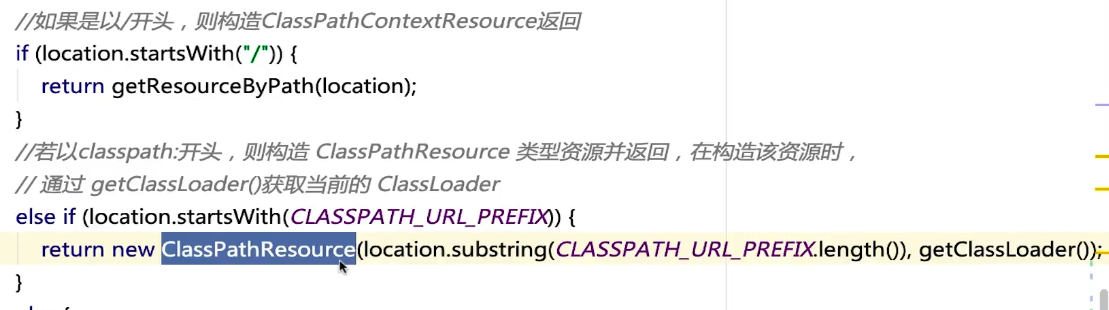 //如果是以/开头，则构造ClassPathContextResource返回
if (location.startsWith("/")) {
return getResourceByPath(location);
}
//若以classpath:开头，则构造 ClassPathResource 类型资源并返回，在构造该资源时，
// 通过 getClassLoader()获取当前的 ClassLoader
else if (location.startsWith(CLASSPATH_URL_PREFIX)) {
return new ClassPathResource(location.substring(CLASSPATH_URL_PREFIX.length()), getClassLoader());
}